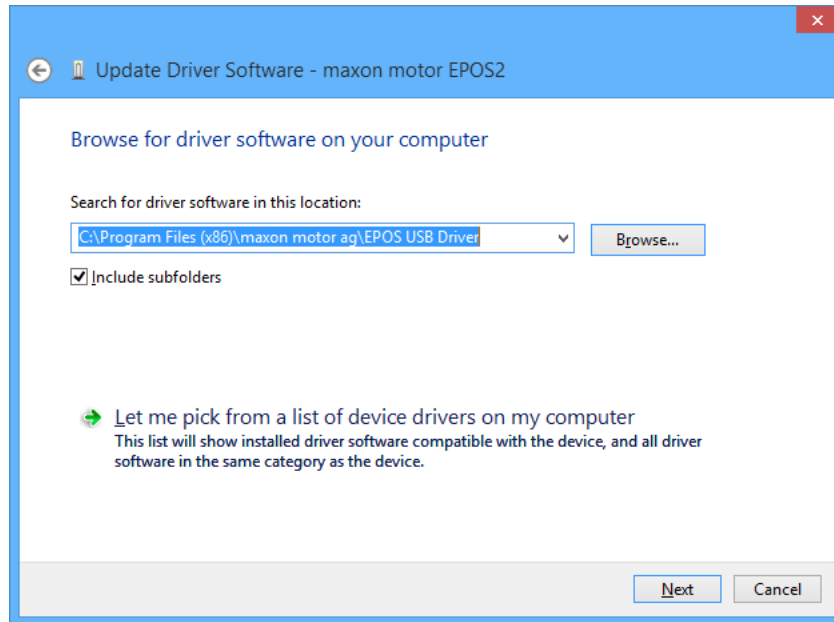 Update Driver Software - maxon motor EPOS2
Browse for driver software on your computer
Search for driver software in this location:
C:\Program Files (x86)\maxon motor ag\EPOS USB Driver
Browse...
Include subfolders
Let me pick from a list of device drivers on my computer
This list will show installed driver software compatible with the device, and all driver
software in the same category as the device.
Next
Cancel